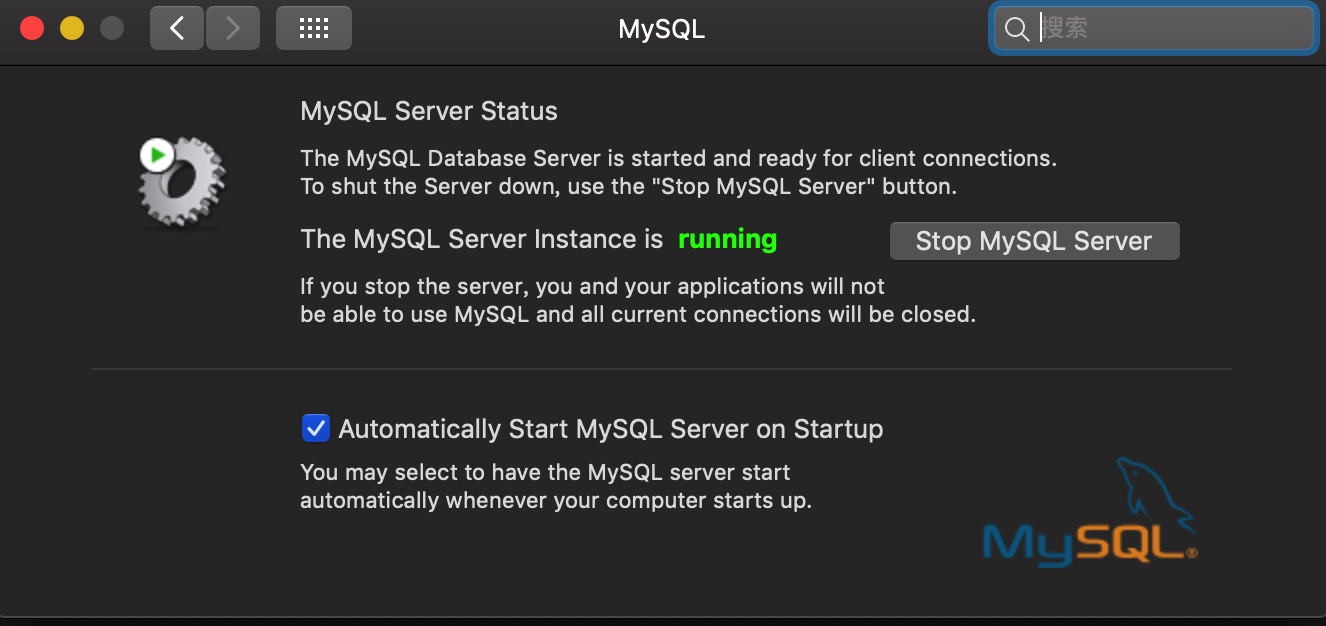 MySQL
搜索
MySQL Server Status
The MySQL Database Server is started and ready for client connections.
To shut the Server down, use the "Stop MySQL Server" button.
The MySQL Server Instance is running
Stop MySQL Server
If you stop the server, you and your applications will not
be able to use MySQL and all current connections will be closed.
Automatically Start MySQL Server on Startup
You may select to have the MySQL server start
automatically whenever your computer starts up.
MySQL®